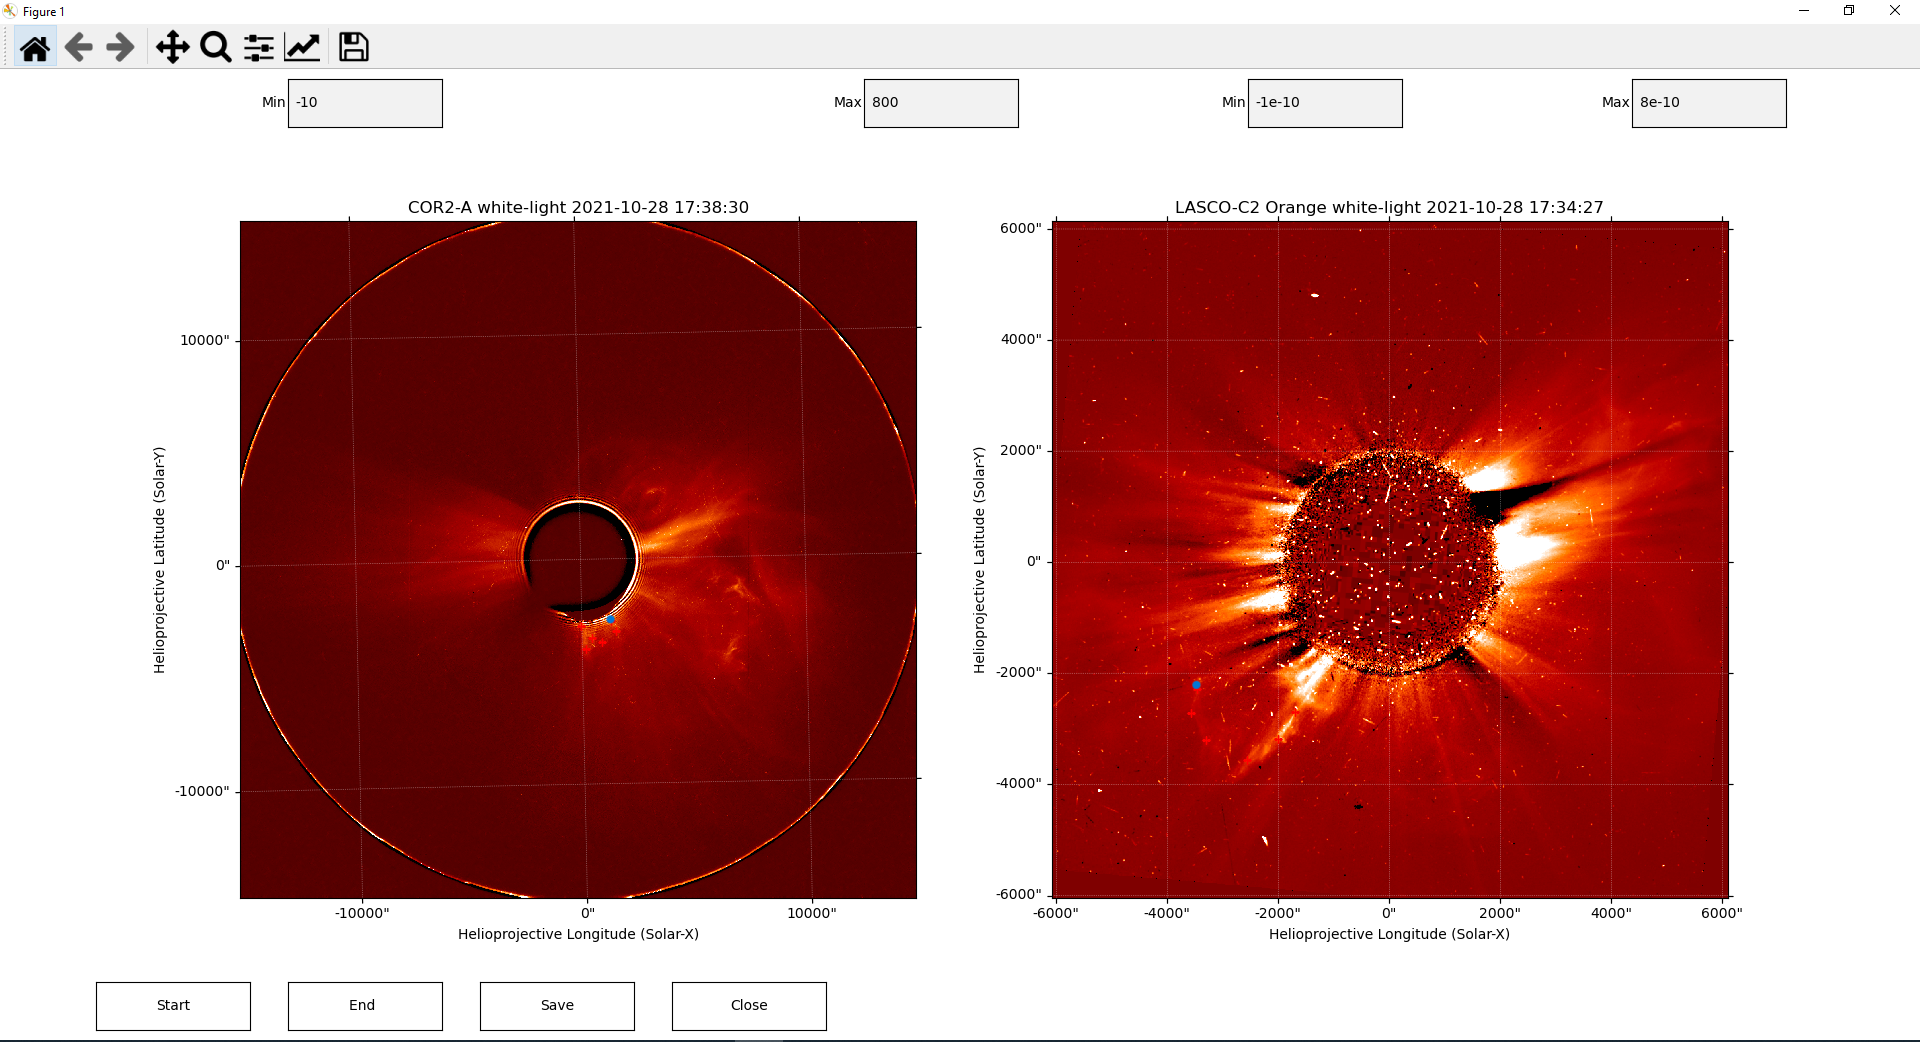 Figure 1
Min -10
Max 800
Min -1e-10
Max 8e-10
COR2-A white-light 2021-10-28 17:38:30
10000"
0"
-10000"
Helioprojective Latitude (Solar-Y)
-10000"
0"
10000"
Helioprojective Longitude (Solar-X)
LASCO-C2 Orange white-light 2021-10-28 17:34:27
6000"
4000"
2000"
0"
-2000"
-4000"
-6000"
Helioprojective Latitude (Solar-Y)
-6000"
-4000"
-2000"
0"
2000"
4000"
6000"
Helioprojective Longitude (Solar-X)
Start
End
Save
Close